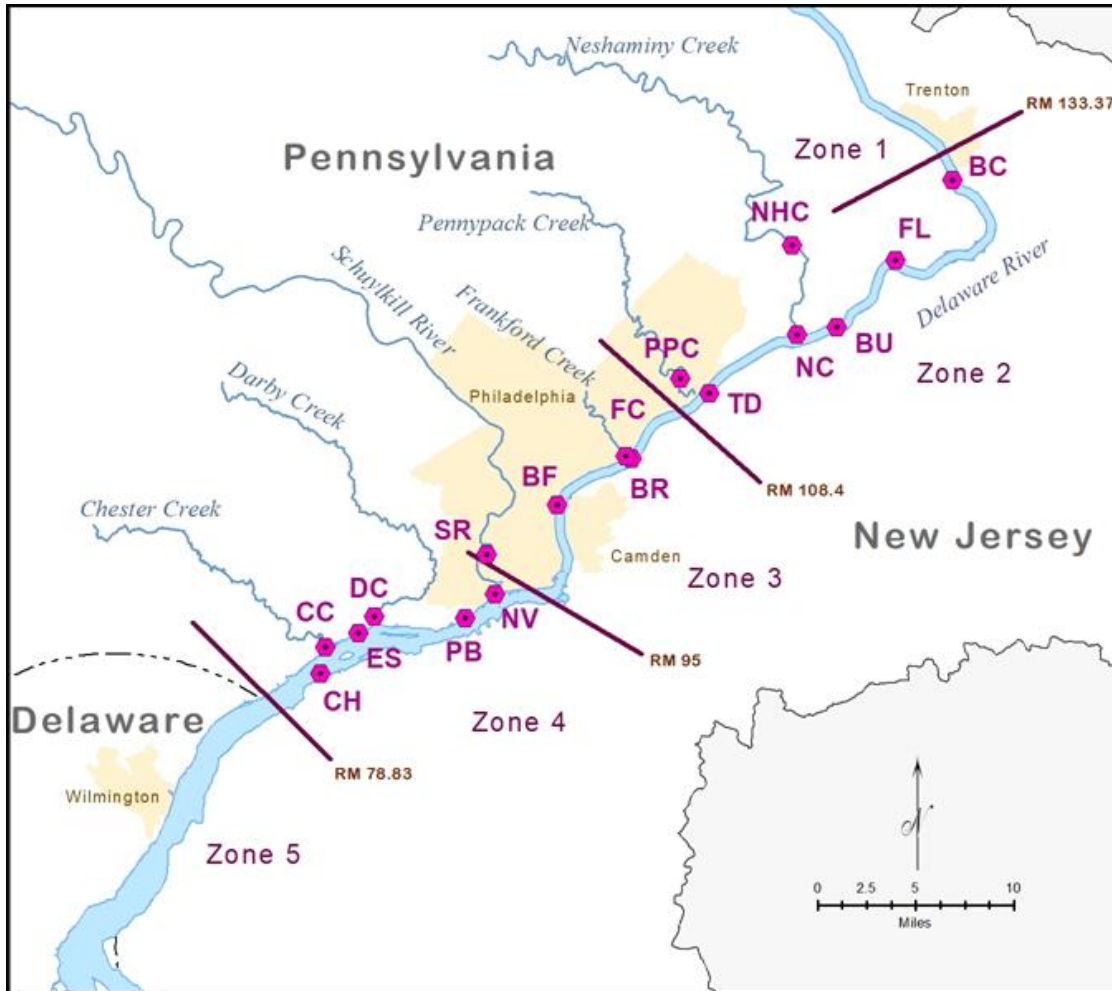 Neshaminy Creek
Trenton
RM 133.37
Zone 1
Pennsylvania
BC
Pennypack Creek
NHC
FL
Schuylkill River
Delaware River
Frankford Creek
BU
NC
PPC
Zone 2
Darby Creek
Philadelphia
TD
FC
BF
BR
RM 108.4
Chester Creek
SR
New Jersey
Camden
Zone 3
DC
CC
NV
PB
ES
RM 95
CH
Delaware
Zone 4
RM 78.83
Wilmington
Zone 5
N
0 2.5 5 10
Miles